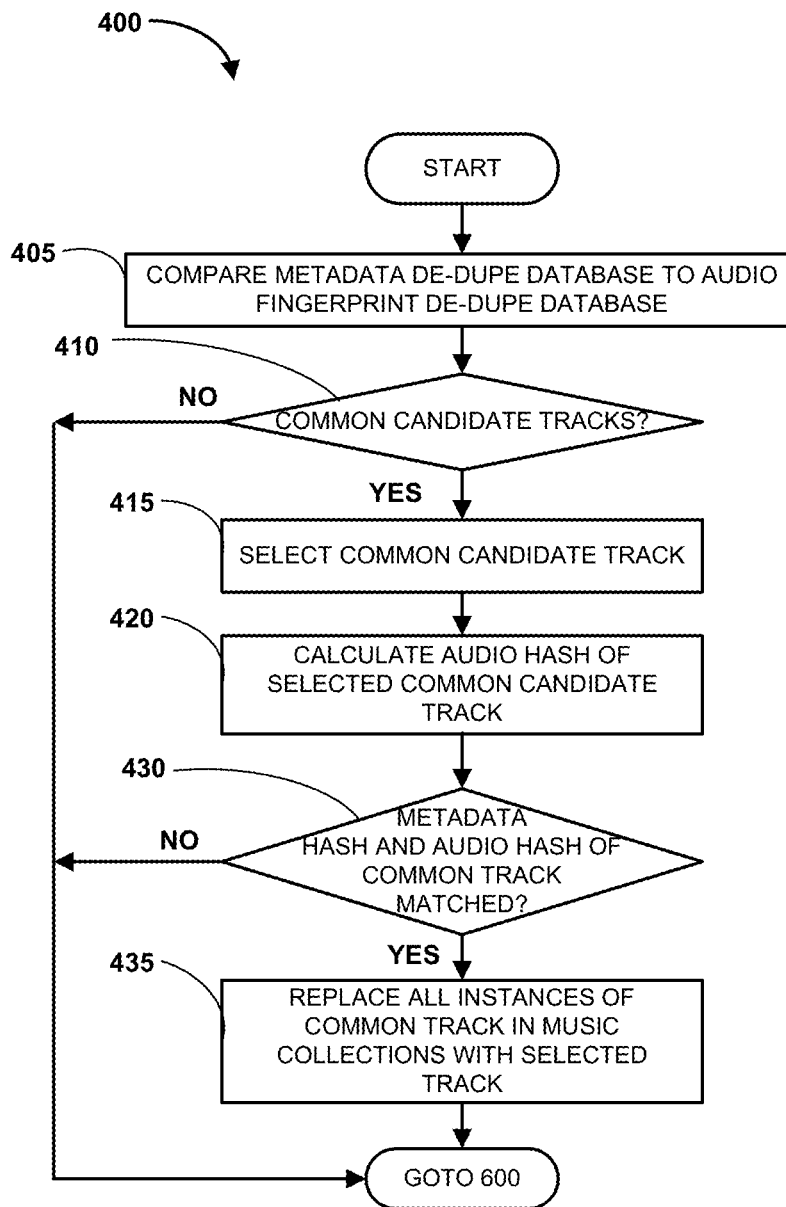 400
START
405
COMPARE METADATA DE-DUPE DATABASE TO AUDIO
FINGERPRINT DE-DUPE DATABASE
410
NO
COMMON CANDIDATE TRACKS?
YES
415
SELECT COMMON CANDIDATE TRACK
420
CALCULATE AUDIO HASH OF
SELECTED COMMON CANDIDATE
TRACK
430
METADATA
NO
HASH AND AUDIO HASH OF
COMMON TRACK
MATCHED?
YES
435
REPLACE ALL INSTANCES OF
COMMON TRACK IN MUSIC
COLLECTIONS WITH SELECTED
TRACK
GOTO 600